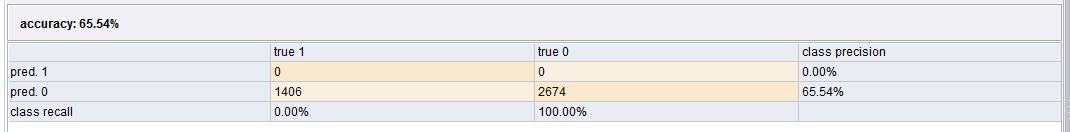 accuracy: 65.54%
true 1 true 0 class precision
pred. 1 0 0 0.00%
pred. 0 1406 2674 65.54%
class recall 0.00% 100.00%